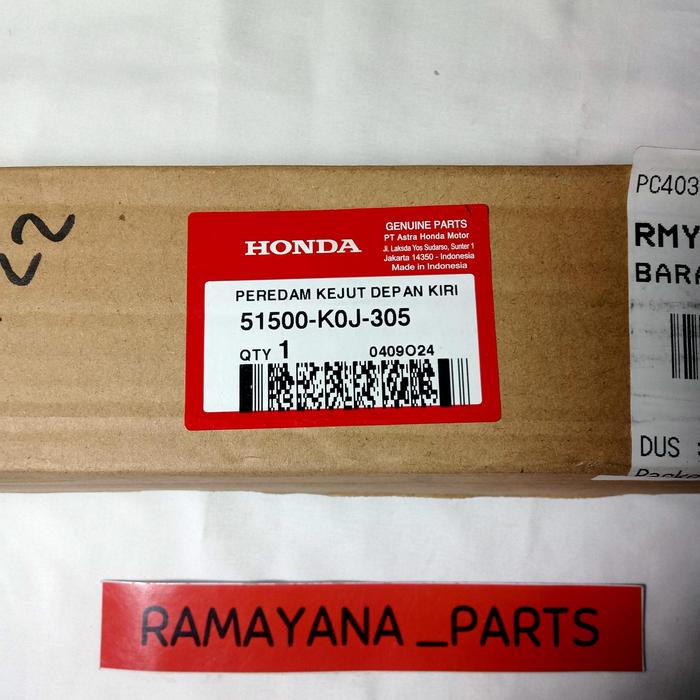 HONDA
GENUINE PARTS
PT Astra Honda Motor
Jl. Laksda Yos Sudarso, Sunter 1
Jakarta 14350 - Indonesia
Made in Indonesia
PEREDAM KEJUT DEPAN KIRI
51500-K0J-305
QTY 1
0409O24
PC403
RMY
BARA
DUS :
RAMAYANA _PARTS